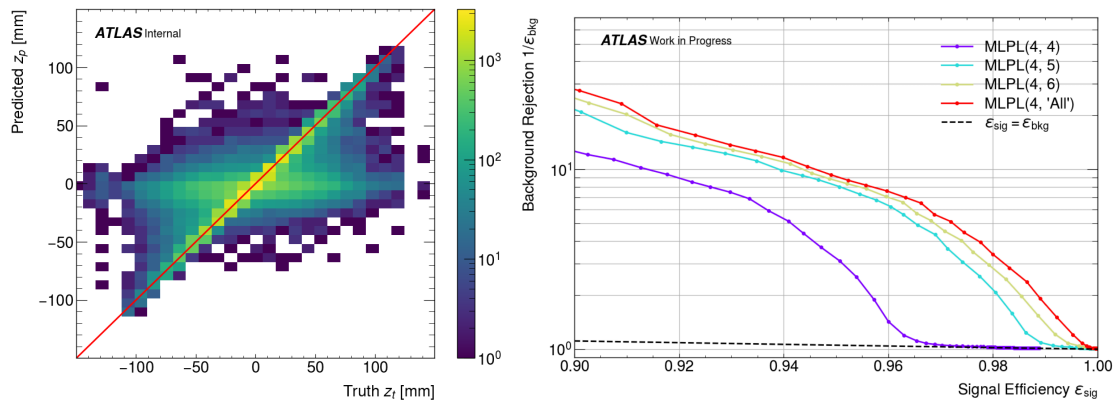 ATLAS Internal
Predicted z_p [mm]
100
50
0
−50
−100
−100
−50
0
50
100
Truth z_t [mm]
10^3
10^2
10^1
10^0
ATLAS Work in Progress
Background Rejection 1/ε_bkg
10^1
10^0
MLPL(4, 4)
MLPL(4, 5)
MLPL(4, 6)
MLPL(4, 'All')
ε_sig = ε_bkg
0.90
0.92
0.94
0.96
0.98
1.00
Signal Efficiency ε_sig